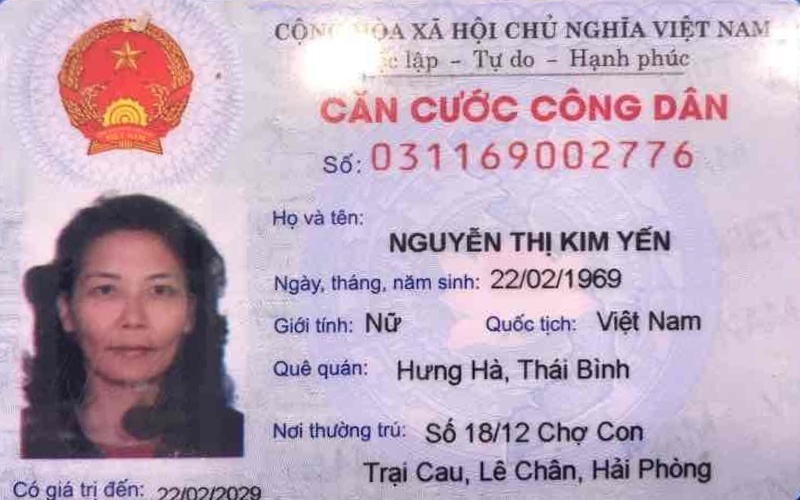 CỘNG HÒA XÃ HỘI CHỦ NGHĨA VIỆT NAM
lập - Tự do - Hạnh phúc
CĂN CƯỚC CÔNG DÂN
Số: 031169002776
Họ và tên:
NGUYỄN THỊ KIM YẾN
Ngày, tháng, năm sinh: 22/02/1969
Giới tính: Nữ Quốc tịch: Việt Nam
Quê quán: Hưng Hà, Thái Bình
Nơi thường trú: Số 18/12 Chợ Con
Trại Cau, Lê Chân, Hải Phòng
Có giá trị đến: 22/02/2029